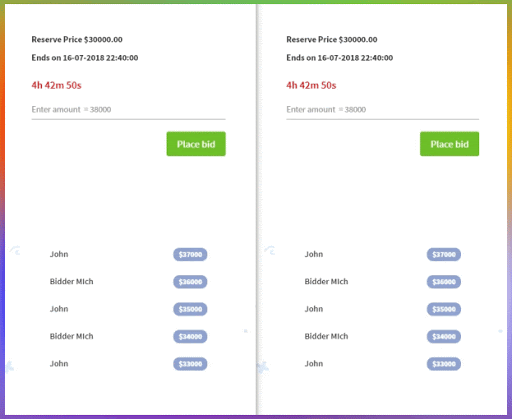 Reserve Price $30000.00
Ends on 16-07-2018 22:40:00
4h 42m 50s
Enter amount = 38000
Place bid
John $37000
Bidder MIch $36000
John $35000
Bidder MIch $34000
John $33000
Reserve Price $30000.00
Ends on 16-07-2018 22:40:00
4h 42m 50s
Enter amount = 38000
Place bid
John $37000
Bidder MIch $36000
John $35000
Bidder MIch $34000
John $33000